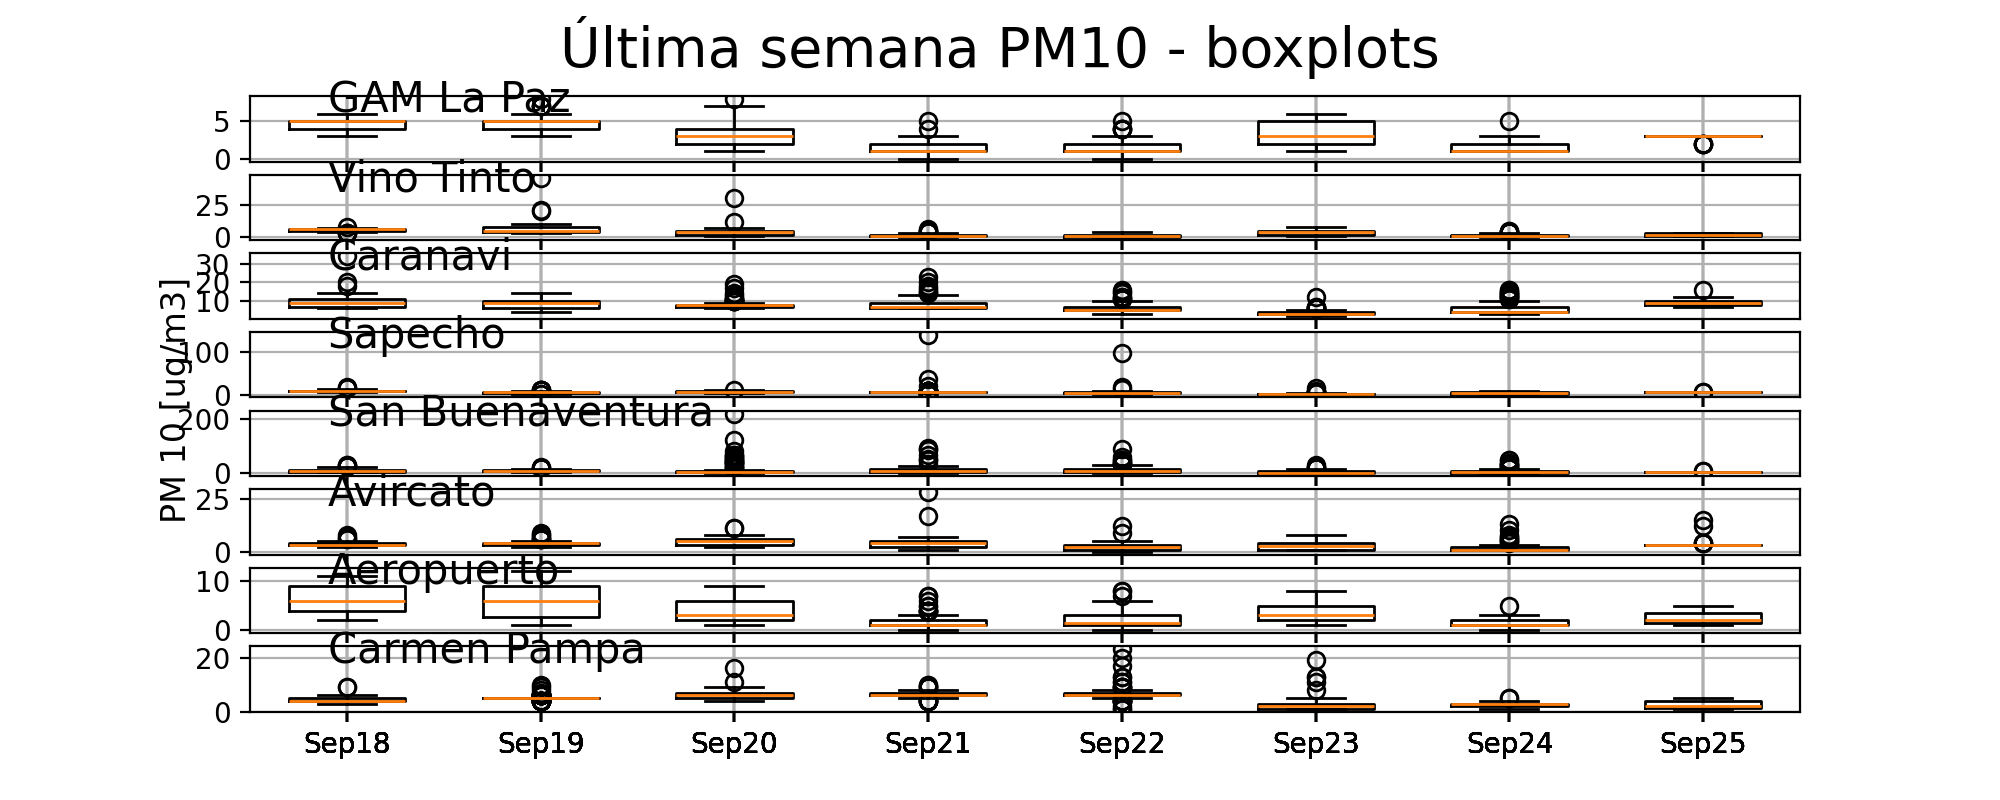 Última semana PM10 - boxplots
GAM La Paz
5
0
Vino Tinto
25
0
Caranavi
30
20
10
Sapecho
100
0
San Buenaventura
200
0
Avircato
25
0
Aeropuerto
10
0
Carmen Pampa
20
0
PM 10 [ug/m3]
Sep18 Sep19 Sep20 Sep21 Sep22 Sep23 Sep24 Sep25